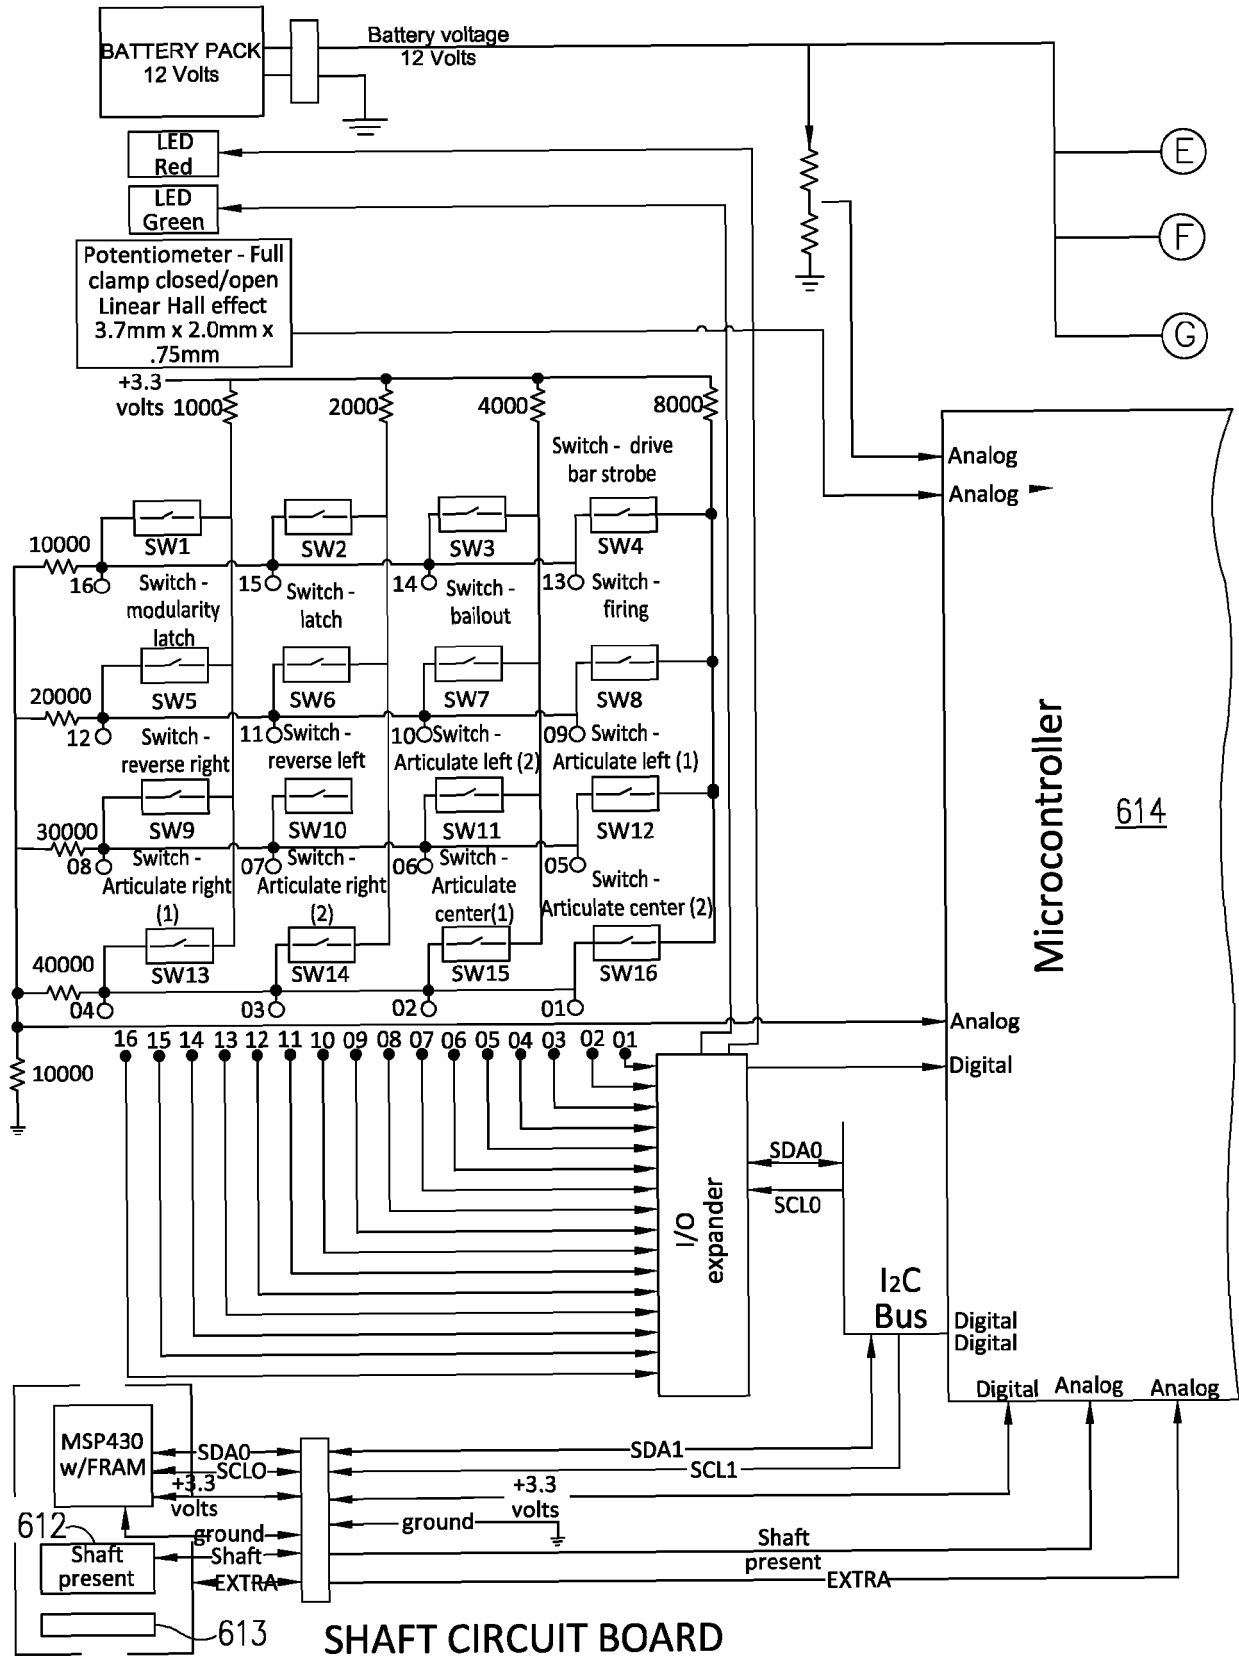 BATTERY PACK
12 Volts
Battery voltage
12 Volts
LED
Red
LED
Green
E
F
G
Potentiometer - Full
clamp closed/open
Linear Hall effect
3.7mm x 2.0mm x
.75mm
+3.3
volts
1000
2000
4000
8000
Switch - drive
bar strobe
Analog
Analog
SW1
SW2
SW3
SW4
10000
16
15
14
13
Switch -
modularity
latch
Switch -
latch
Switch -
bailout
Switch -
firing
SW5
SW6
SW7
SW8
20000
12
11
10
09
Switch -
reverse right
Switch -
reverse left
Switch -
Articulate left (2)
Switch -
Articulate left (1)
SW9
SW10
SW11
SW12
30000
08
07
06
05
Switch -
Articulate right
(1)
Switch -
Articulate right
(2)
Switch -
Articulate
center(1)
Switch -
Articulate center (2)
SW13
SW14
SW15
SW16
40000
04
03
02
01
Microcontroller
614
Analog
Digital
16 15 14 13 12 11 10 09 08 07 06 05 04 03 02 01
10000
I/O
expander
SDA0
SCL0
I2C
Bus
Digital
Digital
Digital
Analog
Analog
MSP430
w/FRAM
SDA0
SCLO
+3.3
volts
ground
Shaft
EXTRA
SDA1
SCL1
+3.3
volts
ground
Shaft
present
EXTRA
612
Shaft
present
613
SHAFT CIRCUIT BOARD